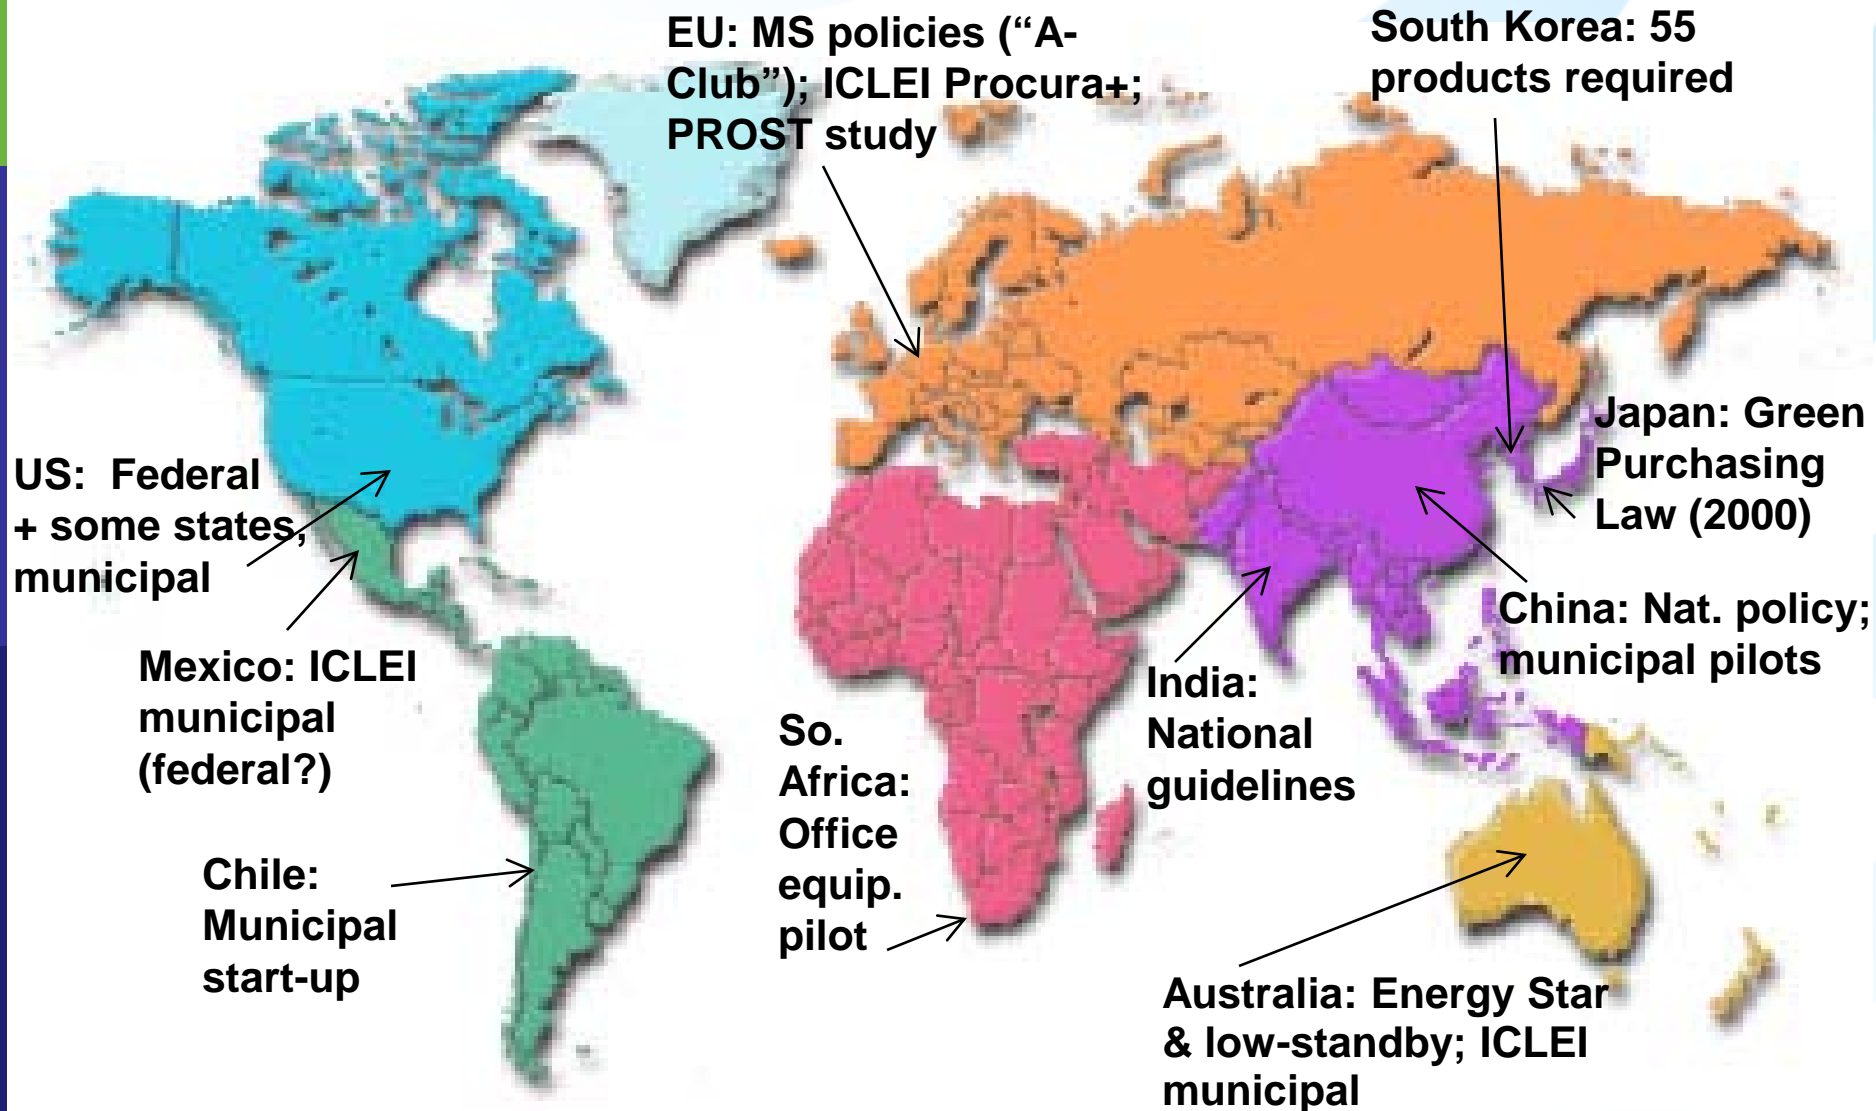 EU: MS policies (“A-
Club”); ICLEI Procura+;
PROST study
South Korea: 55
products required
Japan: Green
Purchasing
Law (2000)
US:  Federal
+ some states,
municipal
China: Nat. policy;
municipal pilots
Mexico: ICLEI
municipal
(federal?)
India:
National
guidelines
So.
Africa:
Office
equip.
pilot
Chile:
Municipal
start-up
Australia: Energy Star
& low-standby; ICLEI
municipal